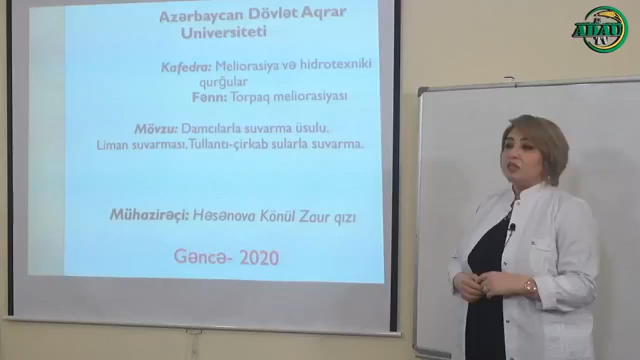 Azərbaycan Dövlət Aqrar
Universiteti
Kafedra: Meliorasiya və hidrotexniki
qurğular
Fənn: Torpaq meliorasiyası
Mövzu: Damcılarla suvarma üsulu.
Liman suvarması.Tullantı-çirkab sularla suvarma.
Mühazirəçi: Həsənova Könül Zaur qızı
Gəncə- 2020
ADAU
TV